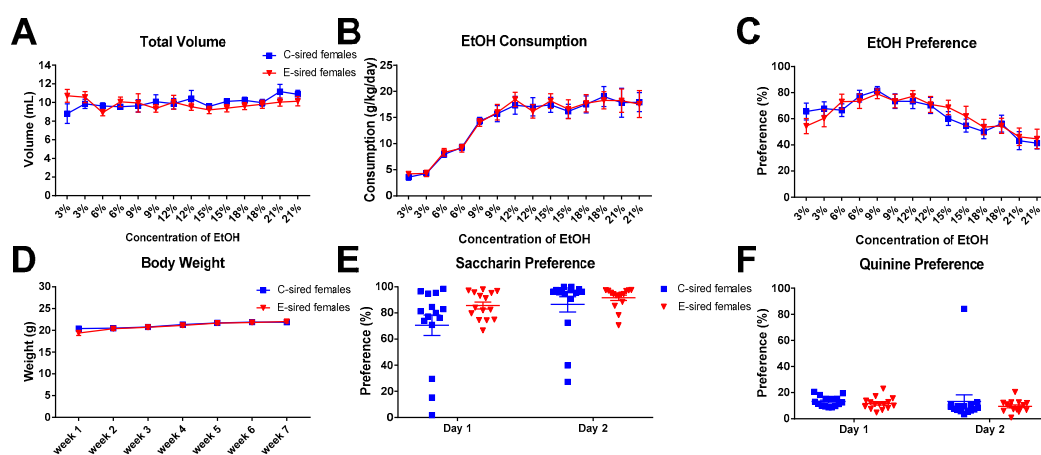 A
Total Volume
C-sired females
E-sired females
Volume (mL)
14
12
10
8
6
4
2
0
3%
3%
6%
6%
9%
9%
12%
12%
15%
15%
18%
18%
21%
21%
Concentration of EtOH
B
EtOH Consumption
Consumption (g/kg/day)
25
20
15
10
5
0
3%
3%
6%
6%
9%
9%
12%
12%
15%
15%
18%
18%
21%
21%
Concentration of EtOH
C
EtOH Preference
Preference (%)
100
80
60
40
20
0
3%
3%
6%
6%
9%
9%
12%
12%
15%
15%
18%
18%
21%
21%
Concentration of EtOH
D
Body Weight
C-sired females
E-sired females
Weight (g)
30
25
20
15
10
5
0
week 1
week 2
week 3
week 4
week 5
week 6
week 7
E
Saccharin Preference
C-sired females
E-sired females
Preference (%)
100
80
60
40
20
0
Day 1
Day 2
F
Quinine Preference
Preference (%)
100
80
60
40
20
0
Day 1
Day 2